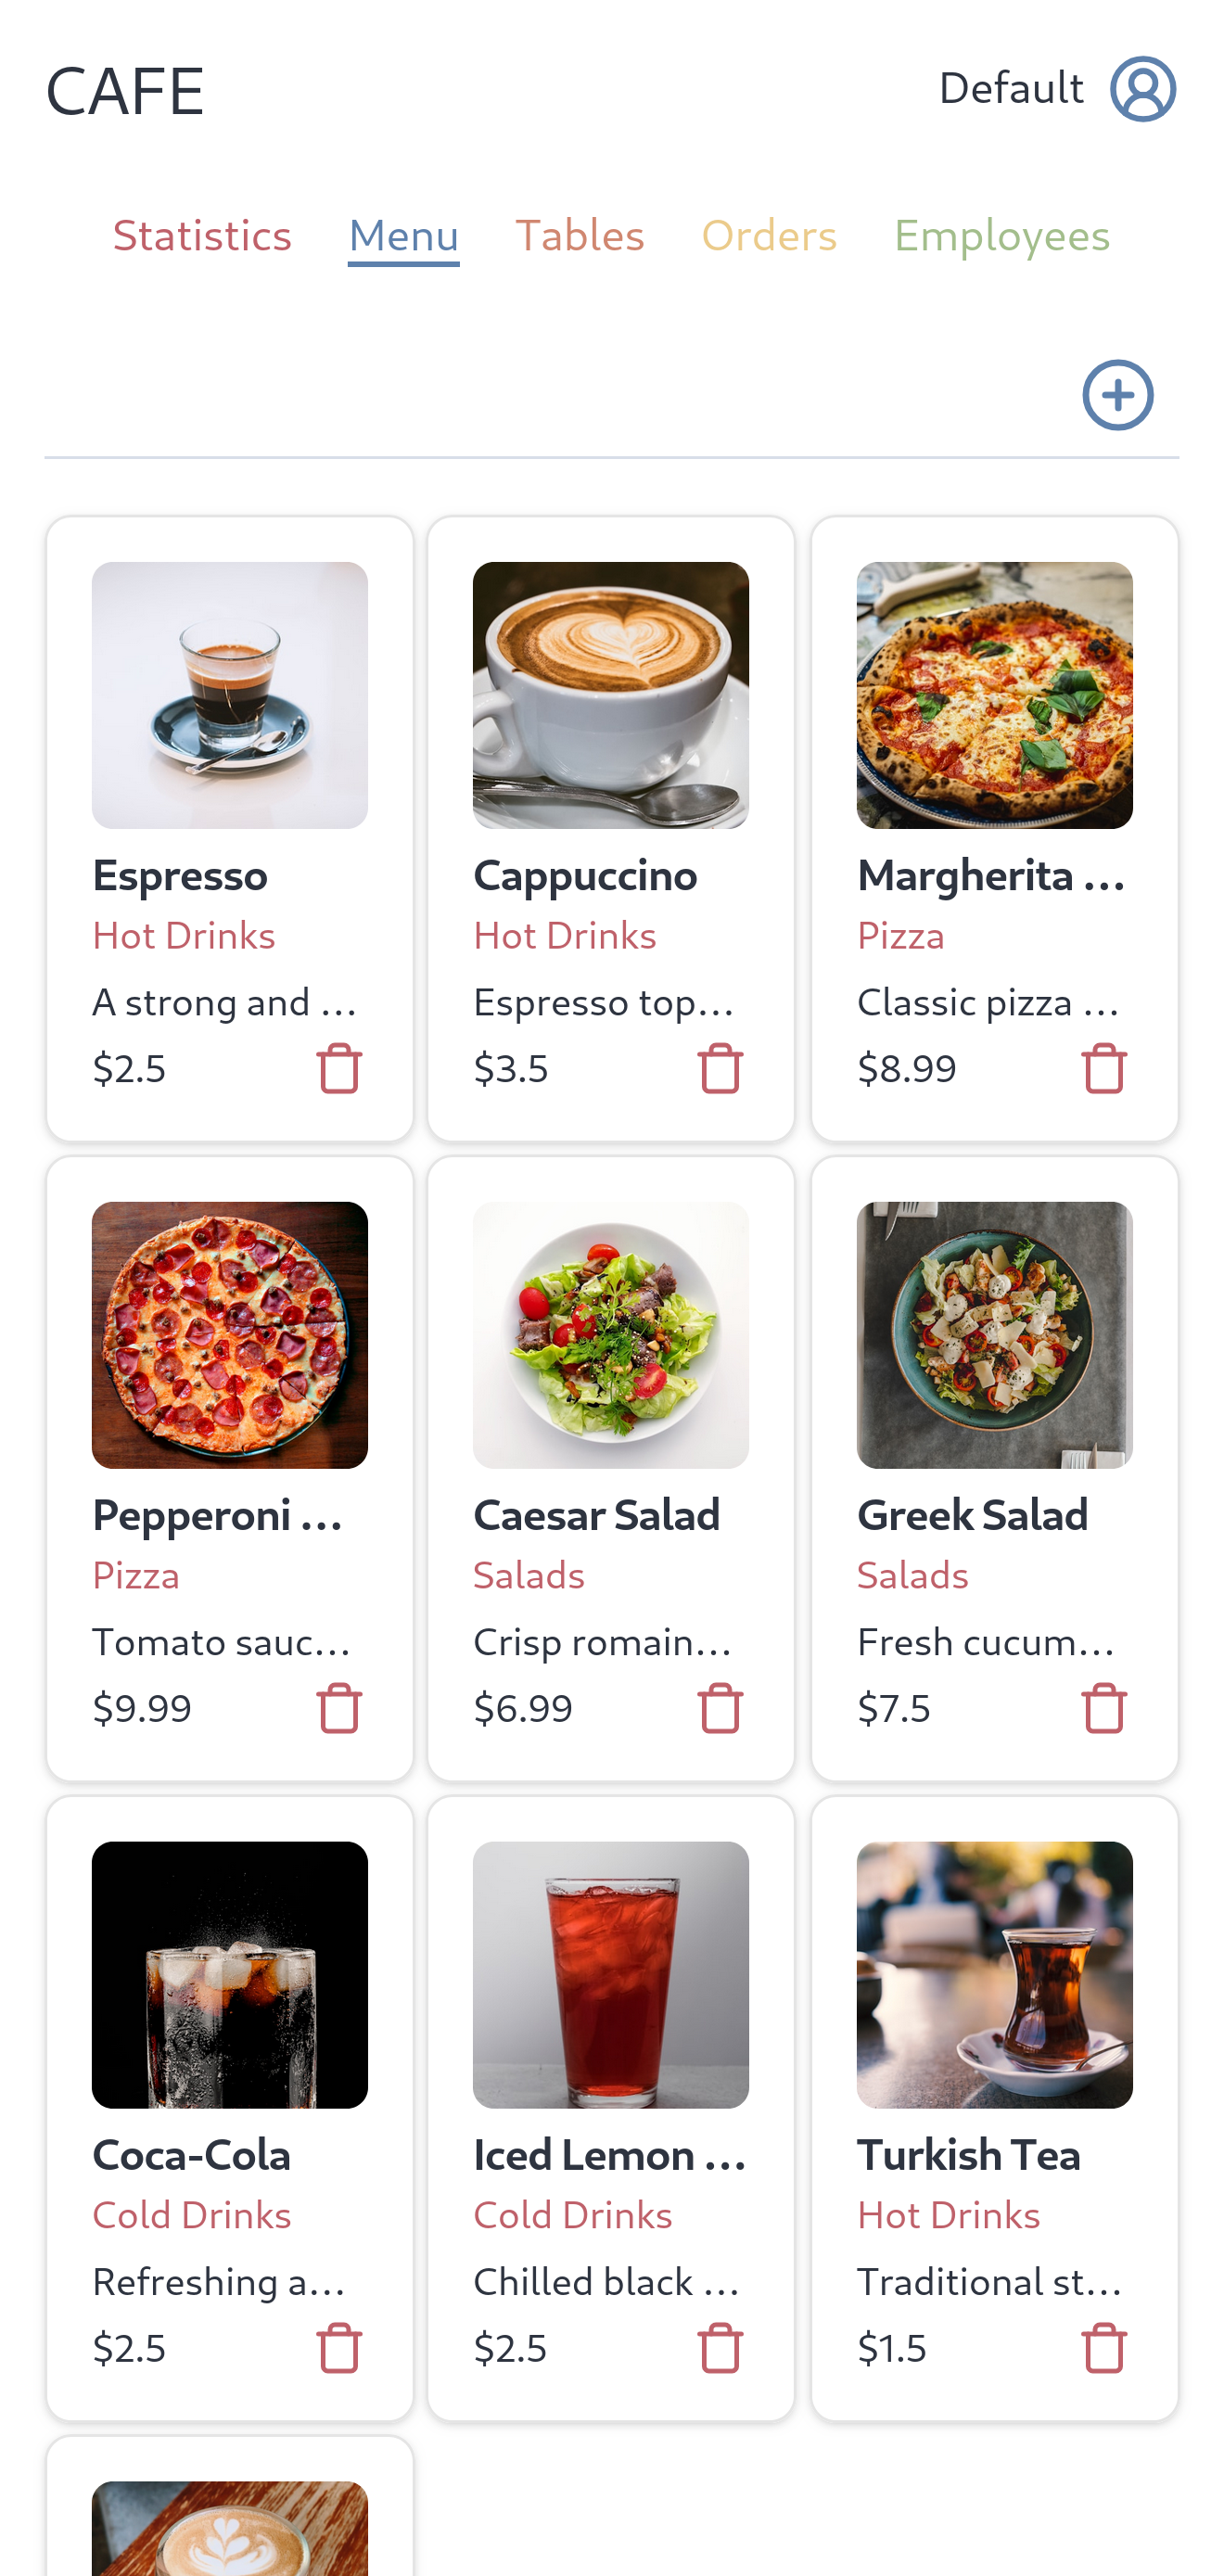 CAFE
Default
Statistics Menu Tables Orders Employees
Espresso
Hot Drinks
A strong and ...
$2.5
Cappuccino
Hot Drinks
Espresso top...
$3.5
Margherita ...
Pizza
Classic pizza ...
$8.99
Pepperoni ...
Pizza
Tomato sauc...
$9.99
Caesar Salad
Salads
Crisp romain...
$6.99
Greek Salad
Salads
Fresh cucum...
$7.5
Coca-Cola
Cold Drinks
Refreshing a...
$2.5
Iced Lemon ...
Cold Drinks
Chilled black ...
$2.5
Turkish Tea
Hot Drinks
Traditional st...
$1.5